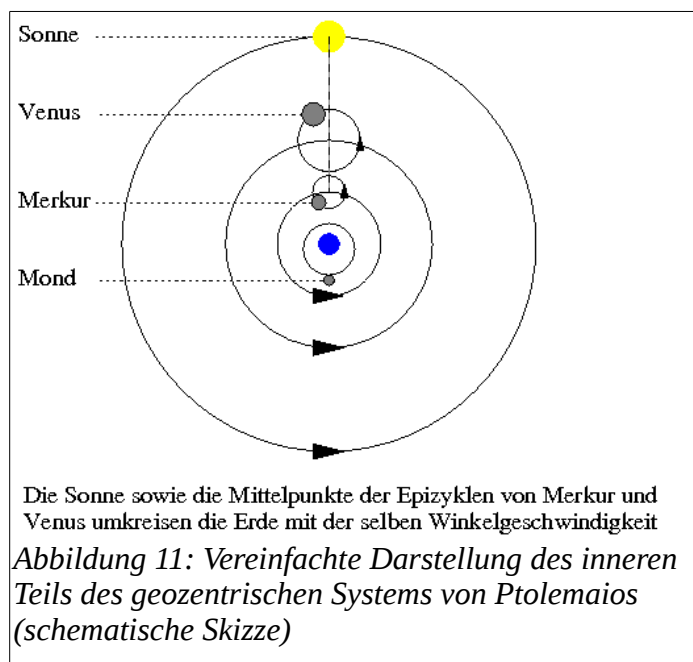 Sonne
Venus
Merkur
Mond
Die Sonne sowie die Mittelpunkte der Epizyklen von Merkur und
Venus umkreisen die Erde mit der selben Winkelgeschwindigkeit
Abbildung 11: Vereinfachte Darstellung des inneren
Teils des geozentrischen Systems von Ptolemaios
(schematische Skizze)